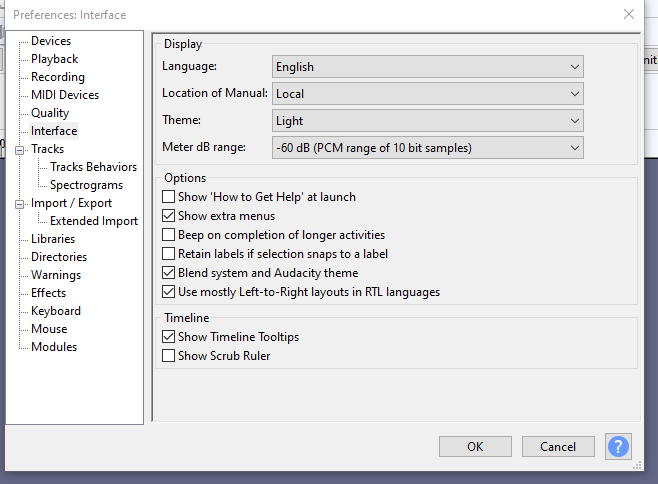 Preferences: Interface
Devices
Playback
Recording
MIDI Devices
Quality
Interface
Tracks
Tracks Behaviors
Spectrograms
Import / Export
Extended Import
Libraries
Directories
Warnings
Effects
Keyboard
Mouse
Modules
Display
Language: English
Location of Manual: Local
Theme: Light
Meter dB range: -60 dB (PCM range of 10 bit samples)
Options
Show 'How to Get Help' at launch
Show extra menus
Beep on completion of longer activities
Retain labels if selection snaps to a label
Blend system and Audacity theme
Use mostly Left-to-Right layouts in RTL languages
Timeline
Show Timeline Tooltips
Show Scrub Ruler
OK Cancel ?